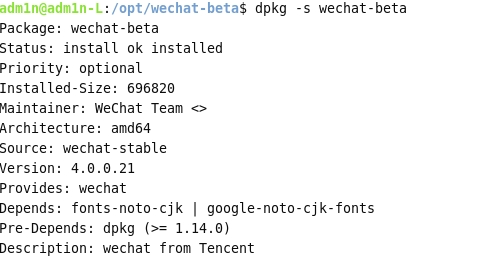 adm1n@adm1n-L:/opt/wechat-beta$ dpkg -s wechat-beta
Package: wechat-beta
Status: install ok installed
Priority: optional
Installed-Size: 696820
Maintainer: WeChat Team <>
Architecture: amd64
Source: wechat-stable
Version: 4.0.0.21
Provides: wechat
Depends: fonts-noto-cjk | google-noto-cjk-fonts
Pre-Depends: dpkg (>= 1.14.0)
Description: wechat from Tencent